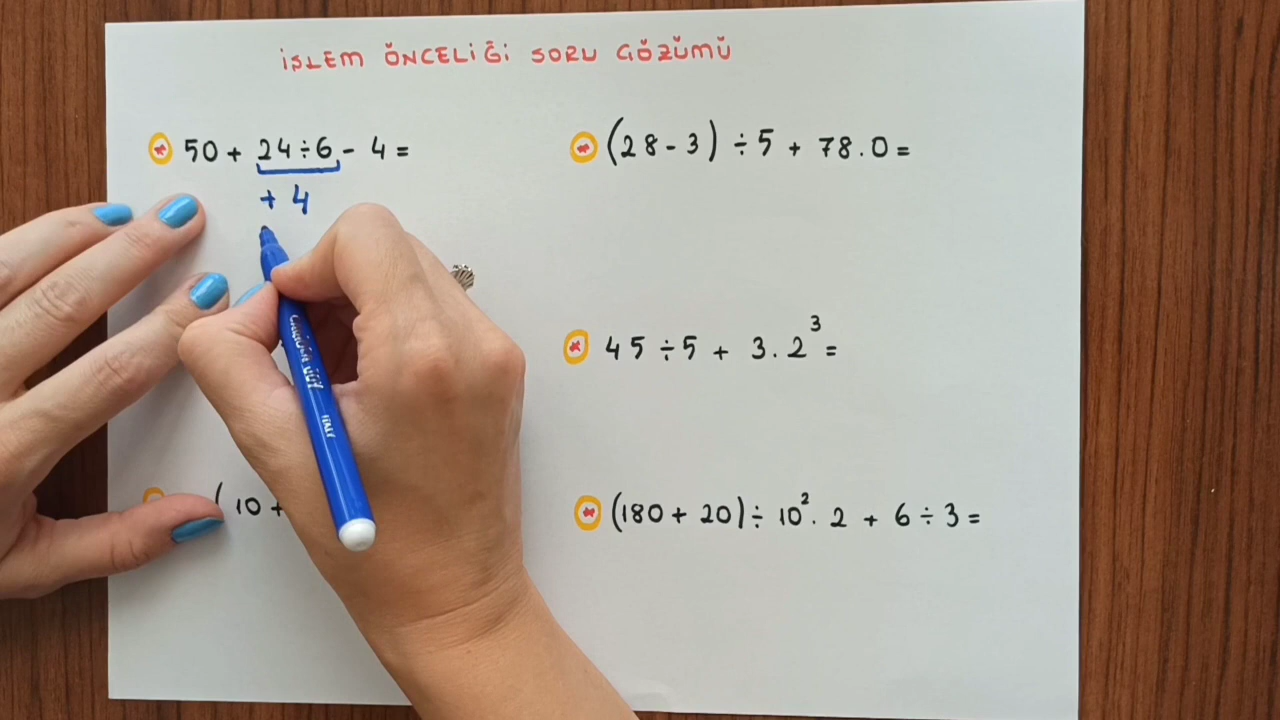 İŞLEM ÖNCELİĞİ SORU ÇÖZÜMÜ
50 + 24 ÷ 6 - 4 =
+ 4
(28 - 3) ÷ 5 + 78 . 0 =
45 ÷ 5 + 3 . 2³ =
( 10 +
(180 + 20) ÷ 10² . 2 + 6 ÷ 3 =